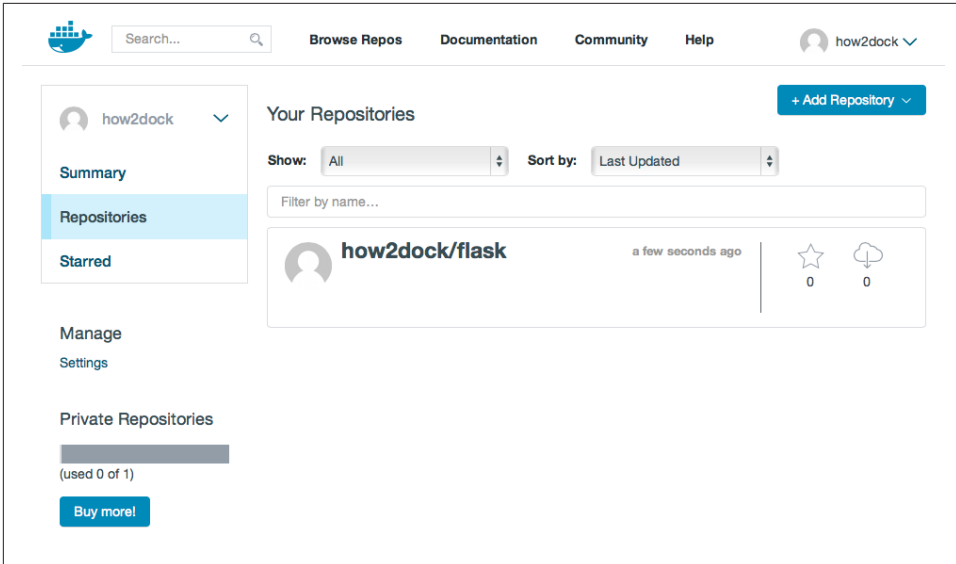 Search...
Browse Repos
Documentation
Community
Help
how2dock
how2dock
Summary
Repositories
Starred
Manage
Settings
Private Repositories
(used 0 of 1)
Buy more!
Your Repositories
+ Add Repository
Show: All
Sort by: Last Updated
Filter by name...
how2dock/flask
a few seconds ago
0
0